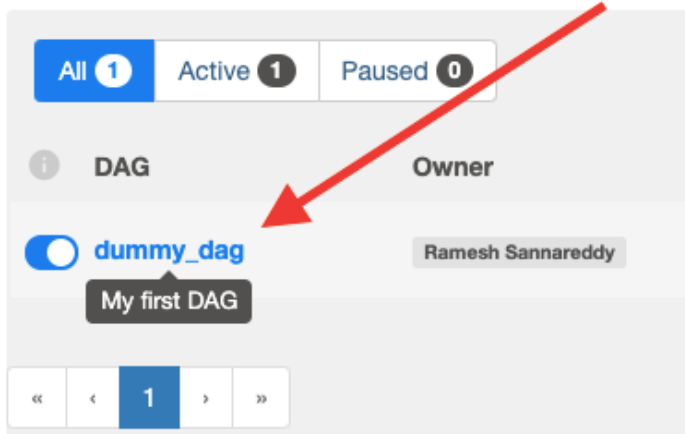 All 1 Active 1 Paused 0
i DAG Owner
dummy_dag Ramesh Sannareddy
My first DAG
« ‹ 1 › »